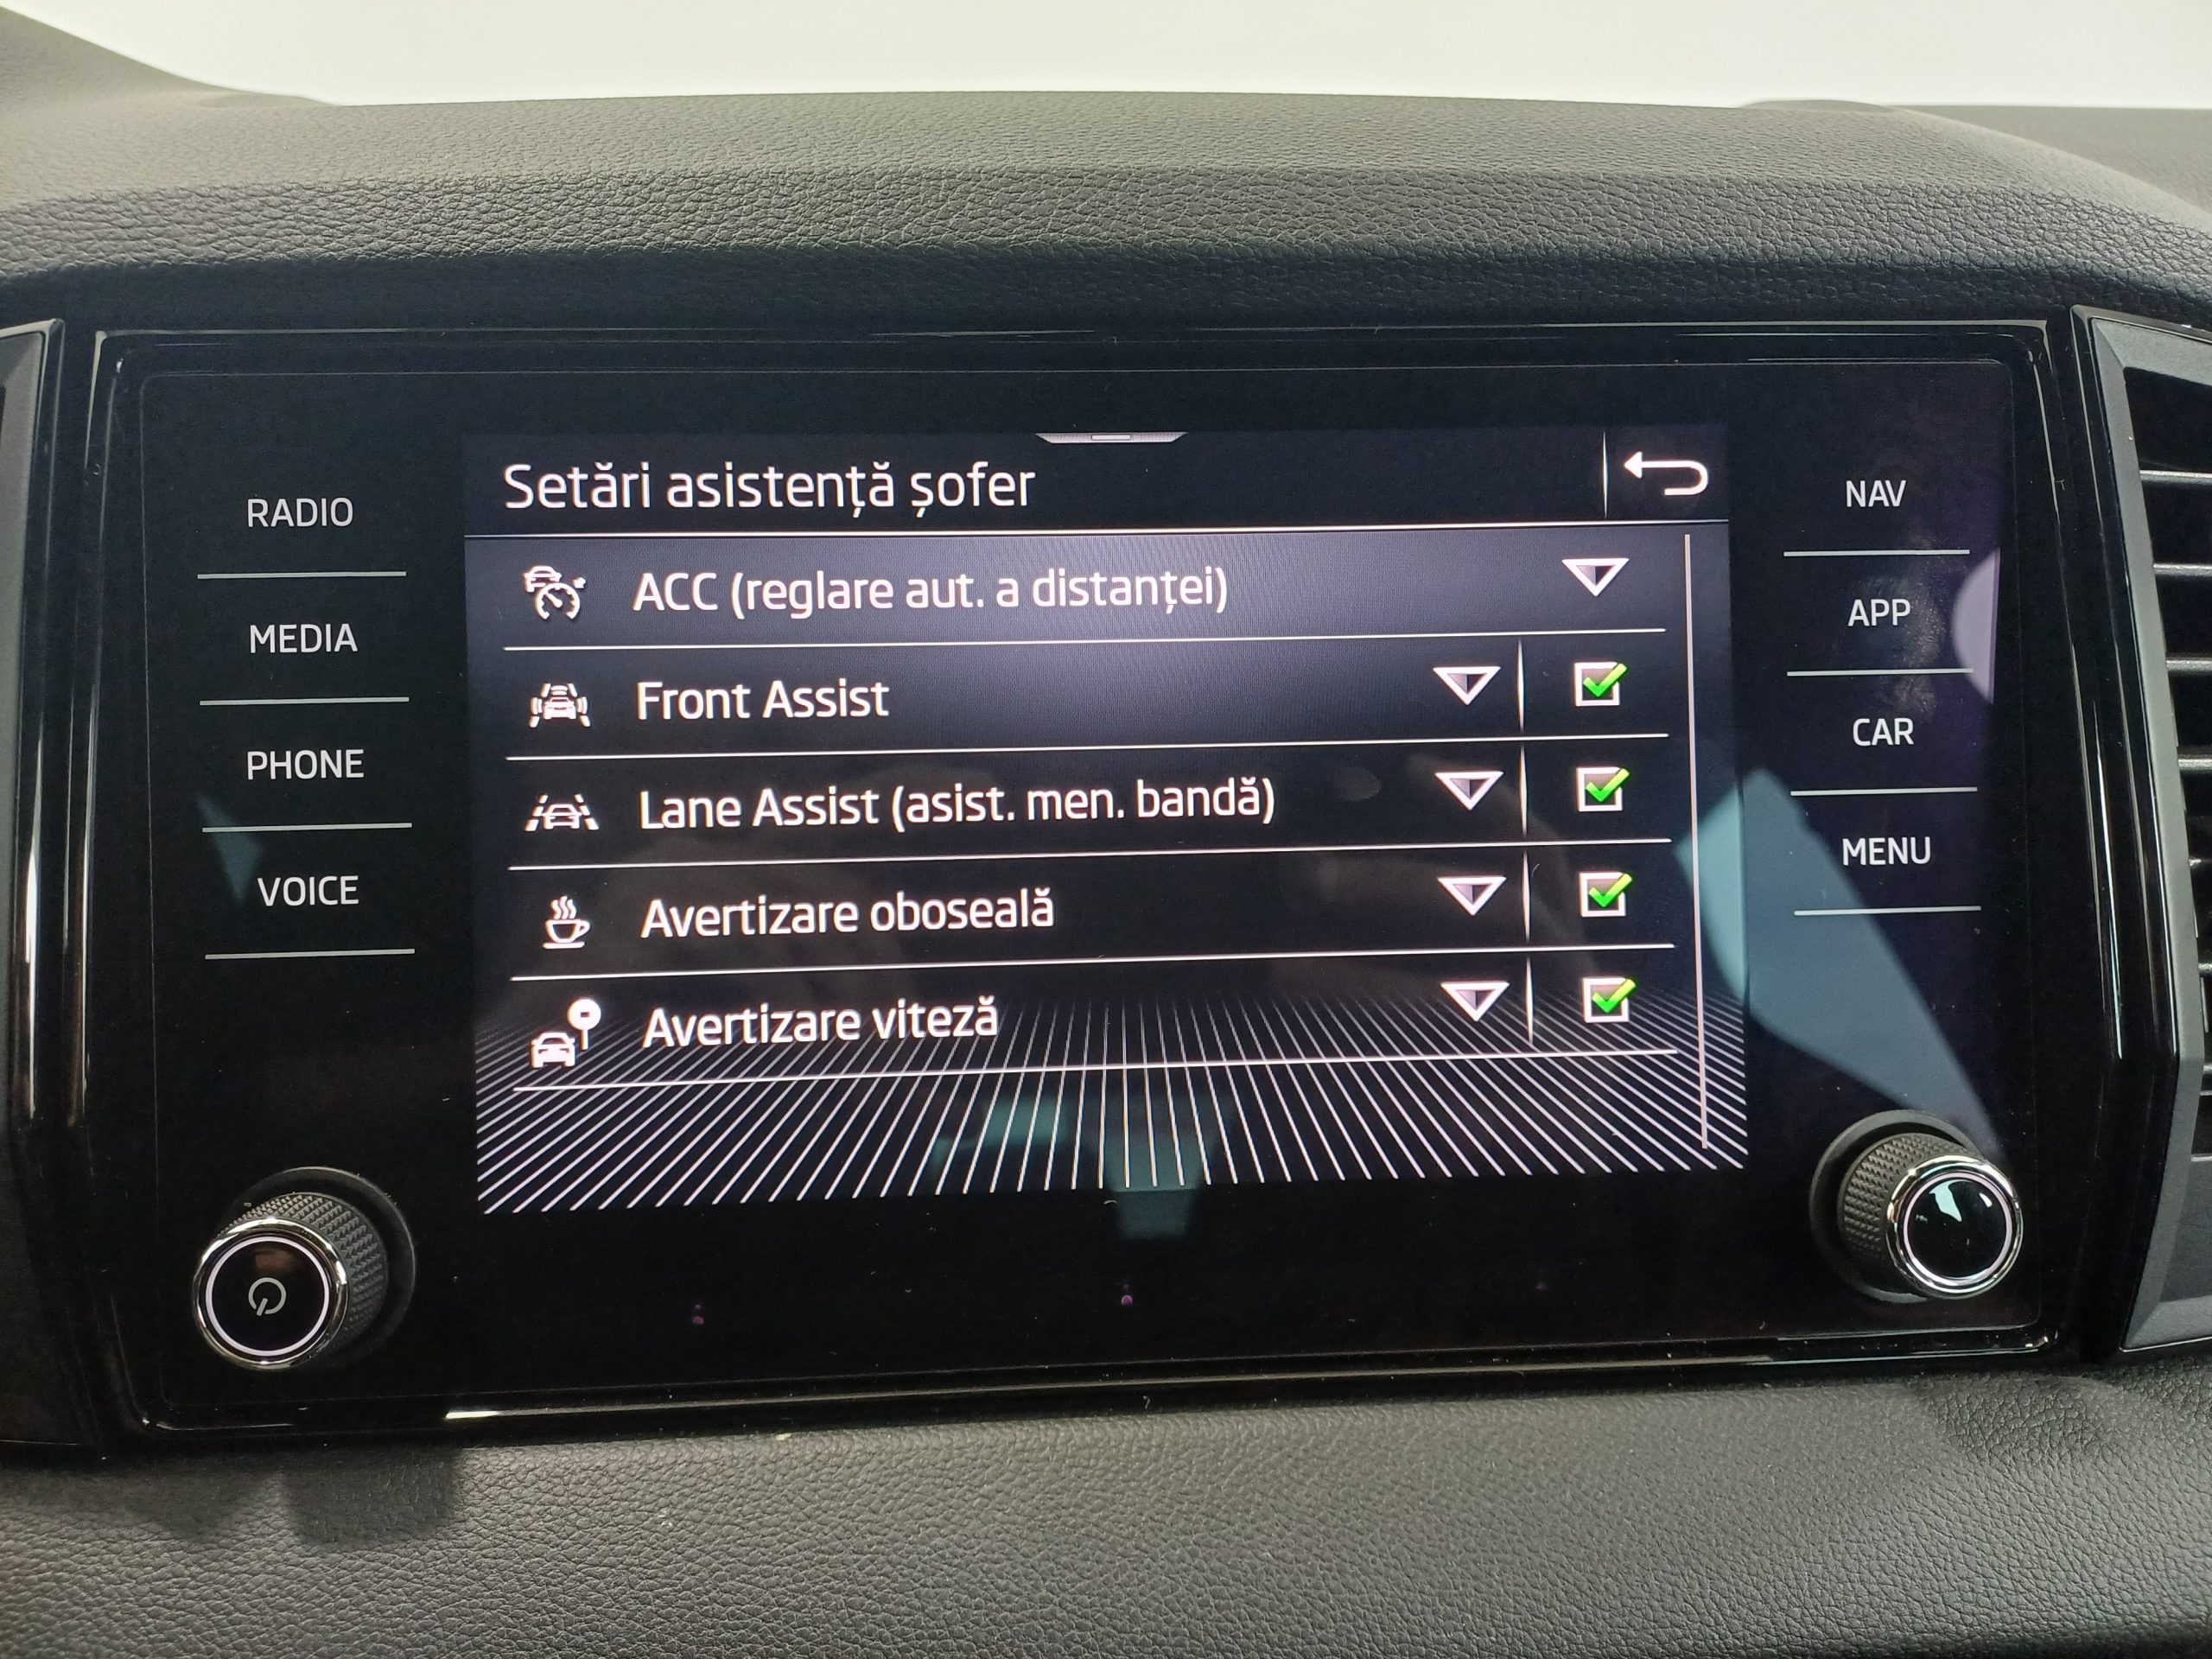 RADIO
MEDIA
PHONE
VOICE
Setări asistență șofer
ACC (reglare aut. a distanței)
Front Assist
Lane Assist (asist. men. bandă)
Avertizare oboseală
Avertizare viteză
NAV
APP
CAR
MENU